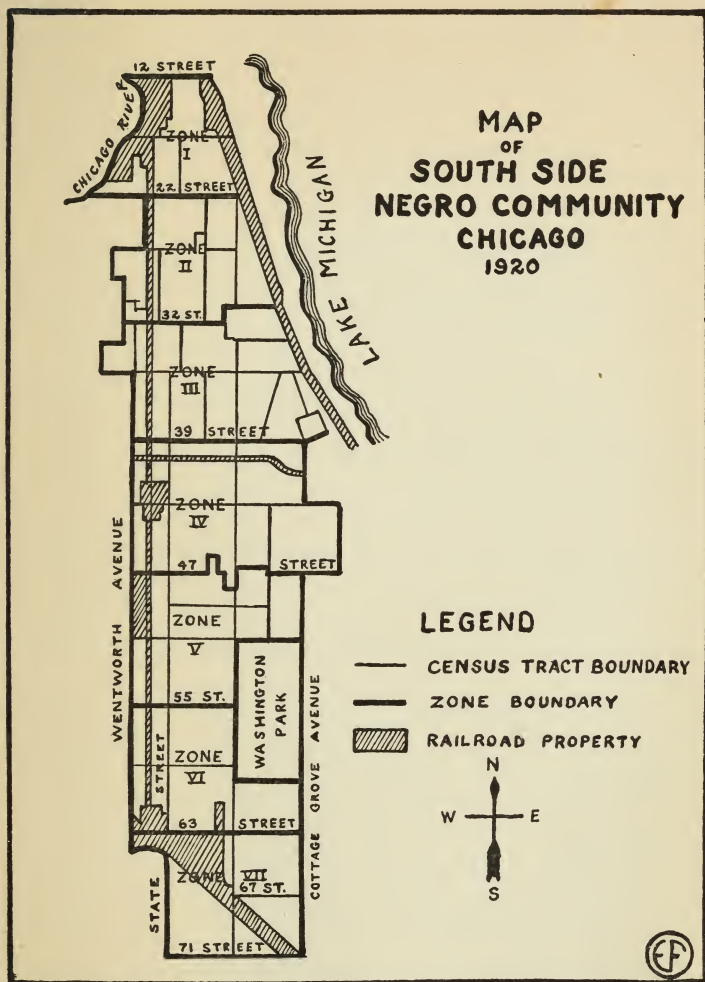 MAP
OF
SOUTH SIDE
NEGRO COMMUNITY
CHICAGO
1920
12 STREET
CHICAGO RIVER
ZONE
I
22 STREET
LAKE MICHIGAN
ZONE
II
32 ST.
ZONE
III
39 STREET
ZONE
IV
47 STREET
WENTWORTH AVENUE
ZONE
V
55 ST.
WASHINGTON
PARK
COTTAGE GROVE AVENUE
ZONE
VI
63 STREET
ZONE VII
67 ST.
STATE STREET
71 STREET
LEGEND
CENSUS TRACT BOUNDARY
ZONE BOUNDARY
RAILROAD PROPERTY
N
W E
S
EF